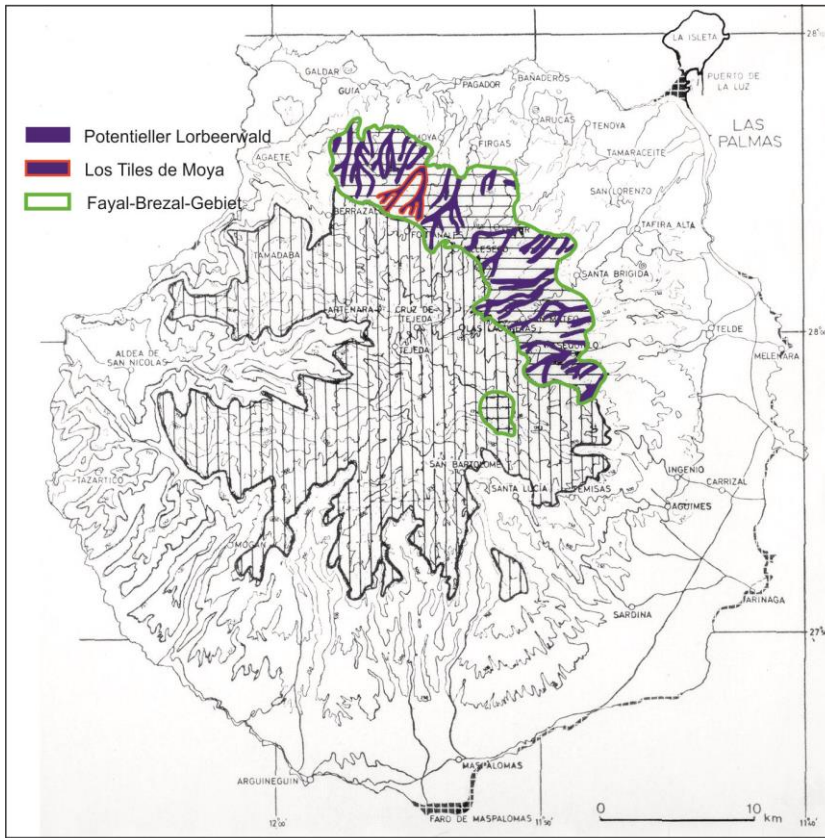 Potentieller Lorbeerwald
Los Tiles de Moya
Fayal-Brezal-Gebiet
LA ISLETA
PUERTO DE
LA LUZ
LAS
PALMAS
GALDAR
GUIA
PAGADOR
BAÑADEROS
ARUCAS
TENOYA
FIRGAS
TAMARACEITE
AGAETE
SAN LORENZO
TAFIRA ALTA
TAMADABA
SANTA BRIGIDA
ARTENARA
CRUZ DE
TEJEDA
TEJEDA
TELDE
MELENARA
ALDEA DE
SAN NICOLAS
SAN BARTOLOME
SANTA LUCIA
TEMISAS
INGENIO
CARRIZAL
AGUIMES
TAZARTICO
MOGAN
ARINAGA
SARDINA
ARGUINEGUIN
MASPALOMAS
FARO DE MASPALOMAS
0 10
km